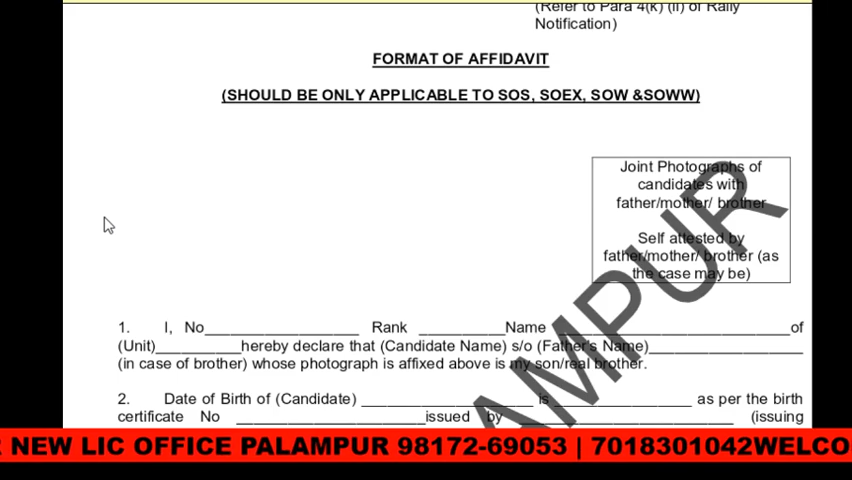 (Refer to Para 4(k) (ii) of Rally
Notification)
FORMAT OF AFFIDAVIT
(SHOULD BE ONLY APPLICABLE TO SOS, SOEX, SOW &SOWW)
Joint Photographs of
candidates with
father/mother/ brother
Self attested by
father/mother/ brother (as
the case may be)
1. I, No__________________ Rank __________Name ____________________________of
(Unit)__________hereby declare that (Candidate Name) s/o (Father's Name)__________________
(in case of brother) whose photograph is affixed above is my son/real brother.
2. Date of Birth of (Candidate) ____________________ is ________________ as per the birth
certificate No ______________________issued by _________________________ (issuing
AMPUR
R NEW LIC OFFICE PALAMPUR 98172-69053 | 7018301042WELCO